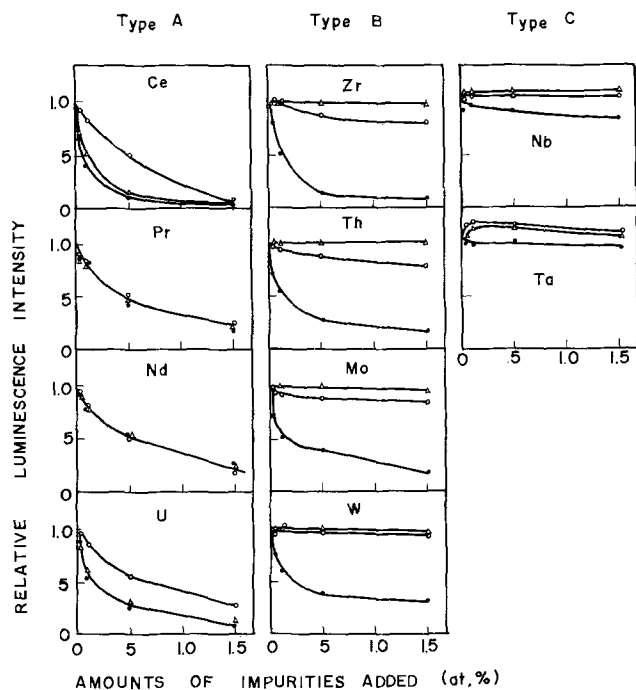 Type A Type B Type C
Ce Zr
Nb
Pr Th
Ta
Nd Mo
U W
1.0
.5
0
1.0
.5
0
1.0
.5
0
1.0
.5
0
0 .5 1.0 1.5
0 .5 1.0 1.5
0 .5 1.0 1.5
RELATIVE LUMINESCENCE INTENSITY
AMOUNTS OF IMPURITIES ADDED (at,%)